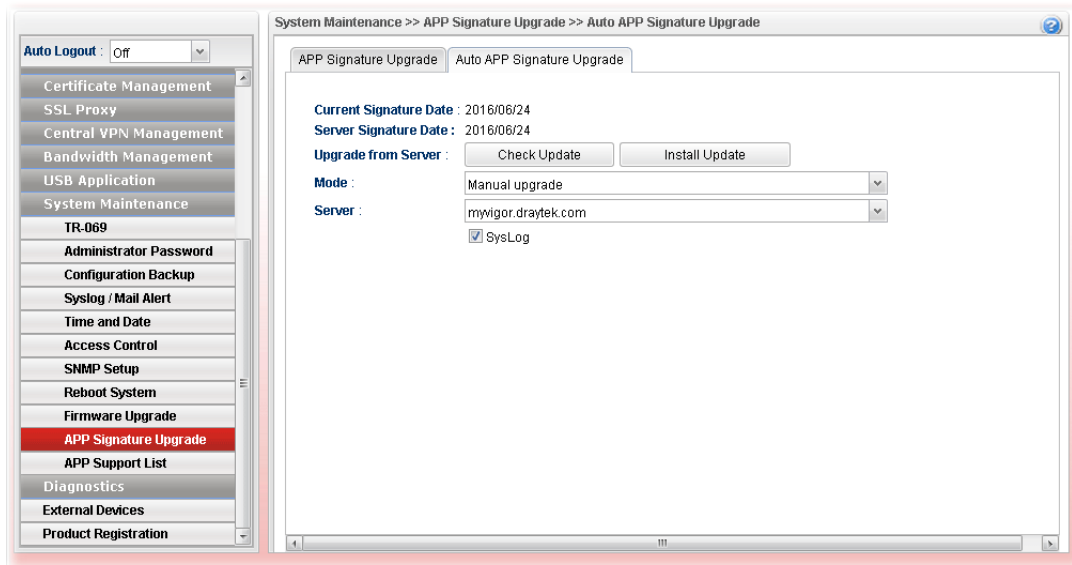 Auto Logout : Off
Certificate Management
SSL Proxy
Central VPN Management
Bandwidth Management
USB Application
System Maintenance
TR-069
Administrator Password
Configuration Backup
Syslog / Mail Alert
Time and Date
Access Control
SNMP Setup
Reboot System
Firmware Upgrade
APP Signature Upgrade
APP Support List
Diagnostics
External Devices
Product Registration
System Maintenance >> APP Signature Upgrade >> Auto APP Signature Upgrade
?
APP Signature Upgrade Auto APP Signature Upgrade
Current Signature Date : 2016/06/24
Server Signature Date : 2016/06/24
Upgrade from Server : Check Update Install Update
Mode : Manual upgrade
Server : myvigor.draytek.com
SysLog